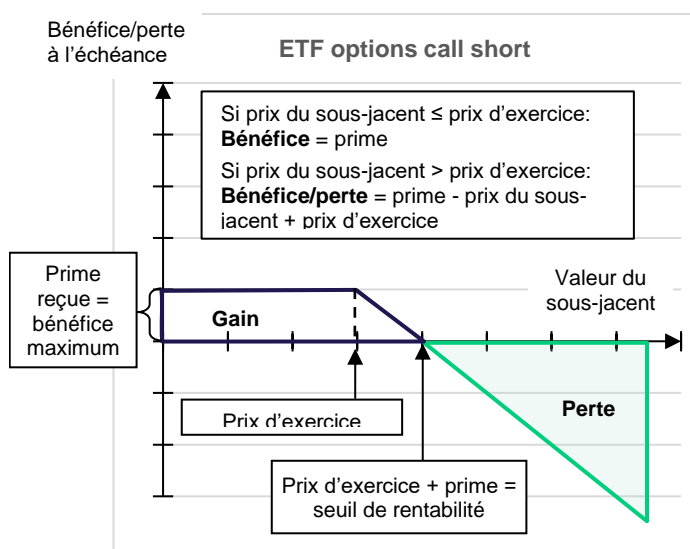 Bénéfice/perte
à l'échéance
ETF options call short
Si prix du sous-jacent ≤ prix d'exercice:
Bénéfice = prime
Si prix du sous-jacent > prix d'exercice:
Bénéfice/perte = prime - prix du sous-
jacent + prix d'exercice
Prime
reçue =
bénéfice
maximum
Gain
Valeur du
sous-jacent
Prix d'exercice
Perte
Prix d'exercice + prime =
seuil de rentabilité